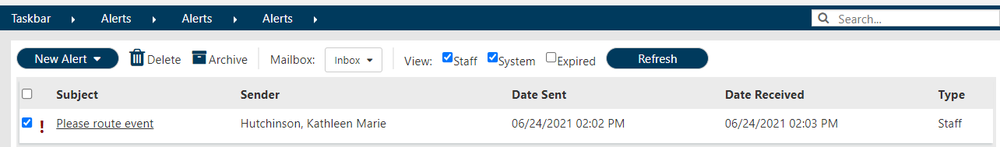 Taskbar Alerts Alerts Alerts Search...
New Alert Delete Archive Mailbox: Inbox View: Staff System Expired Refresh
Subject Sender Date Sent Date Received Type
! Please route event Hutchinson, Kathleen Marie 06/24/2021 02:02 PM 06/24/2021 02:03 PM Staff